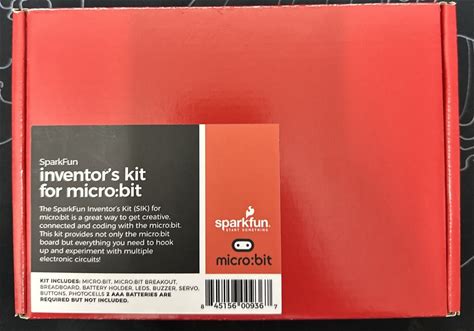 SparkFun
inventor's kit
for micro:bit
The SparkFun Inventor's Kit (SIK) for
micro:bit is a great way to get creative,
connected and coding with the micro:bit.
This kit provides not only the micro:bit
board but everything you need to hook
up and experiment with multiple
electronic circuits!
sparkfun
START SOMETHING
micro:bit
KIT INCLUDES: MICRO:BIT, MICRO:BIT BREAKOUT,
BREADBOARD, BATTERY HOLDER, LEDS, BUZZER, SERVO,
BUTTONS, PHOTOCELLS 2 AAA BATTERIES ARE
REQUIRED BUT NOT INCLUDED.
8 45156 00936 7